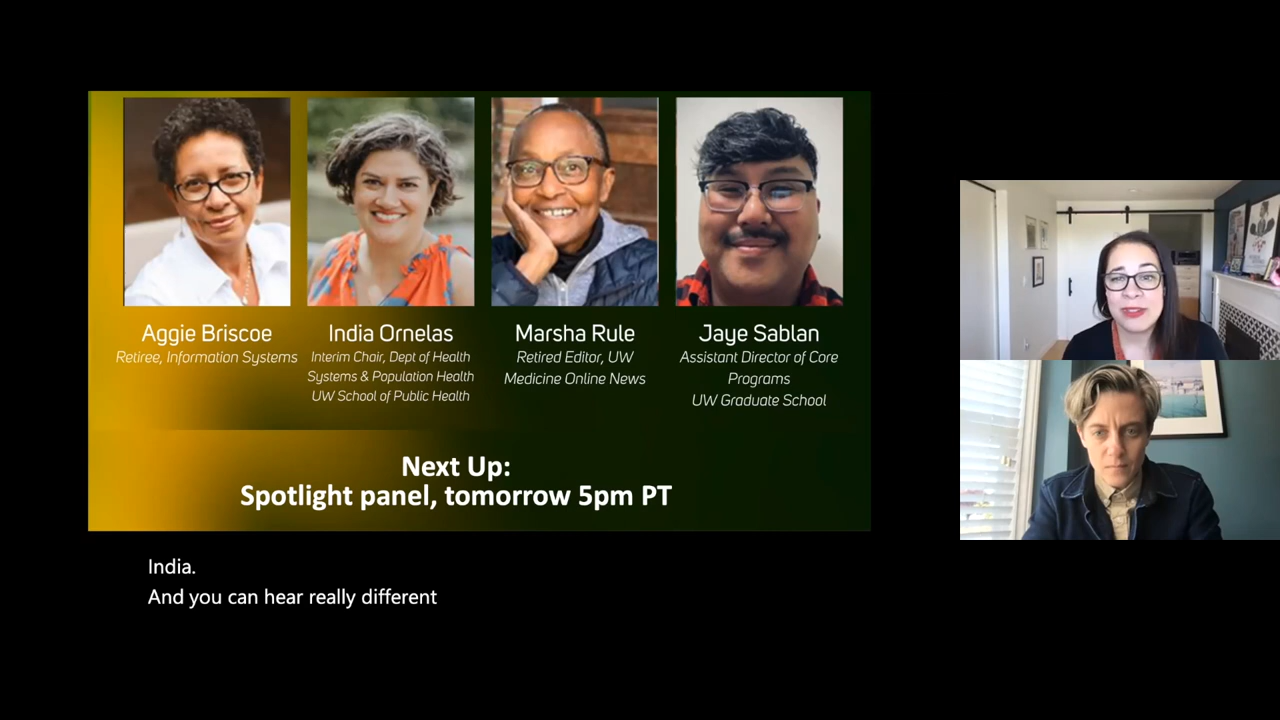 Aggie Briscoe
Retiree, Information Systems
India Ornelas
Interim Chair, Dept of Health
Systems & Population Health
UW School of Public Health
Marsha Rule
Retired Editor, UW
Medicine Online News
Jaye Sablan
Assistant Director of Core
Programs
UW Graduate School
Next Up:
Spotlight panel, tomorrow 5pm PT
India.
And you can hear really different